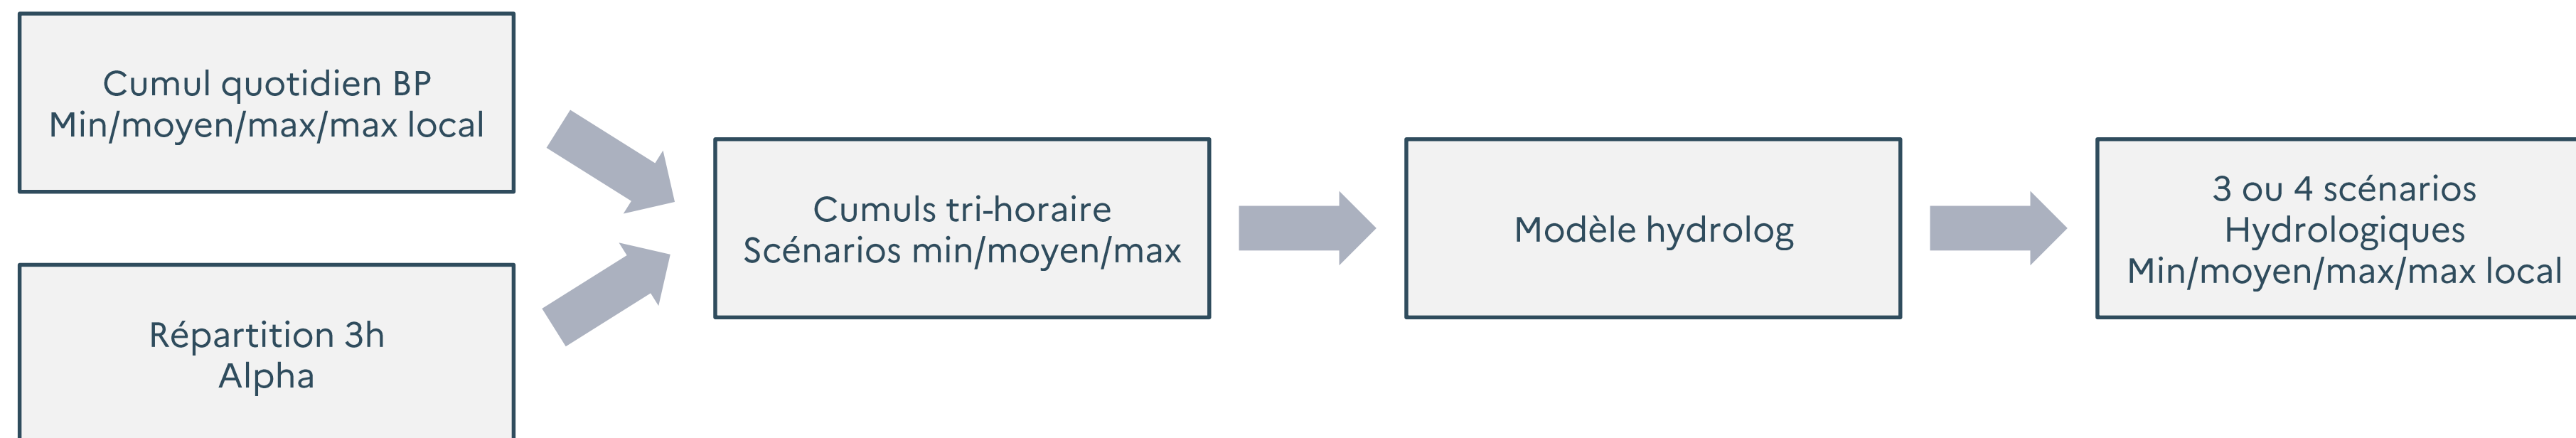 Cumul quotidien BP
Min/moyen/max/max local
Répartition 3h
Alpha
Cumuls tri-horaire
Scénarios min/moyen/max
Modèle hydrolog
3 ou 4 scénarios
Hydrologiques
Min/moyen/max/max local